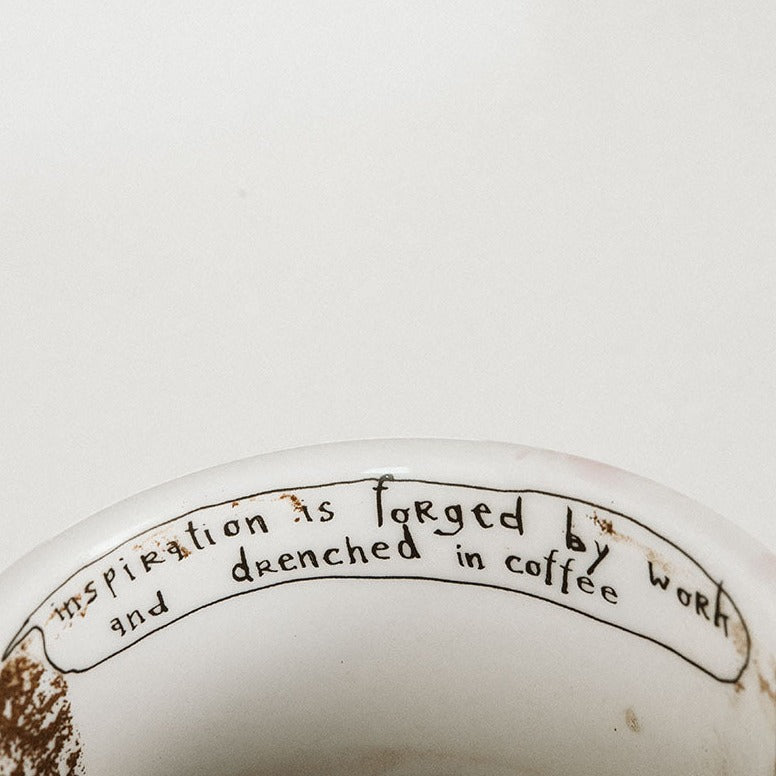 inspiration is forged by work
and drenched in coffee